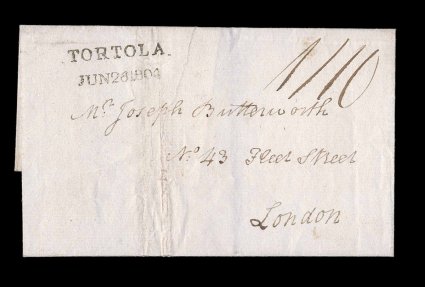 TORTOLA.
JUN 26 1804
1/10
Mr. Joseph Butterworth
No. 43 Fleet Street
London